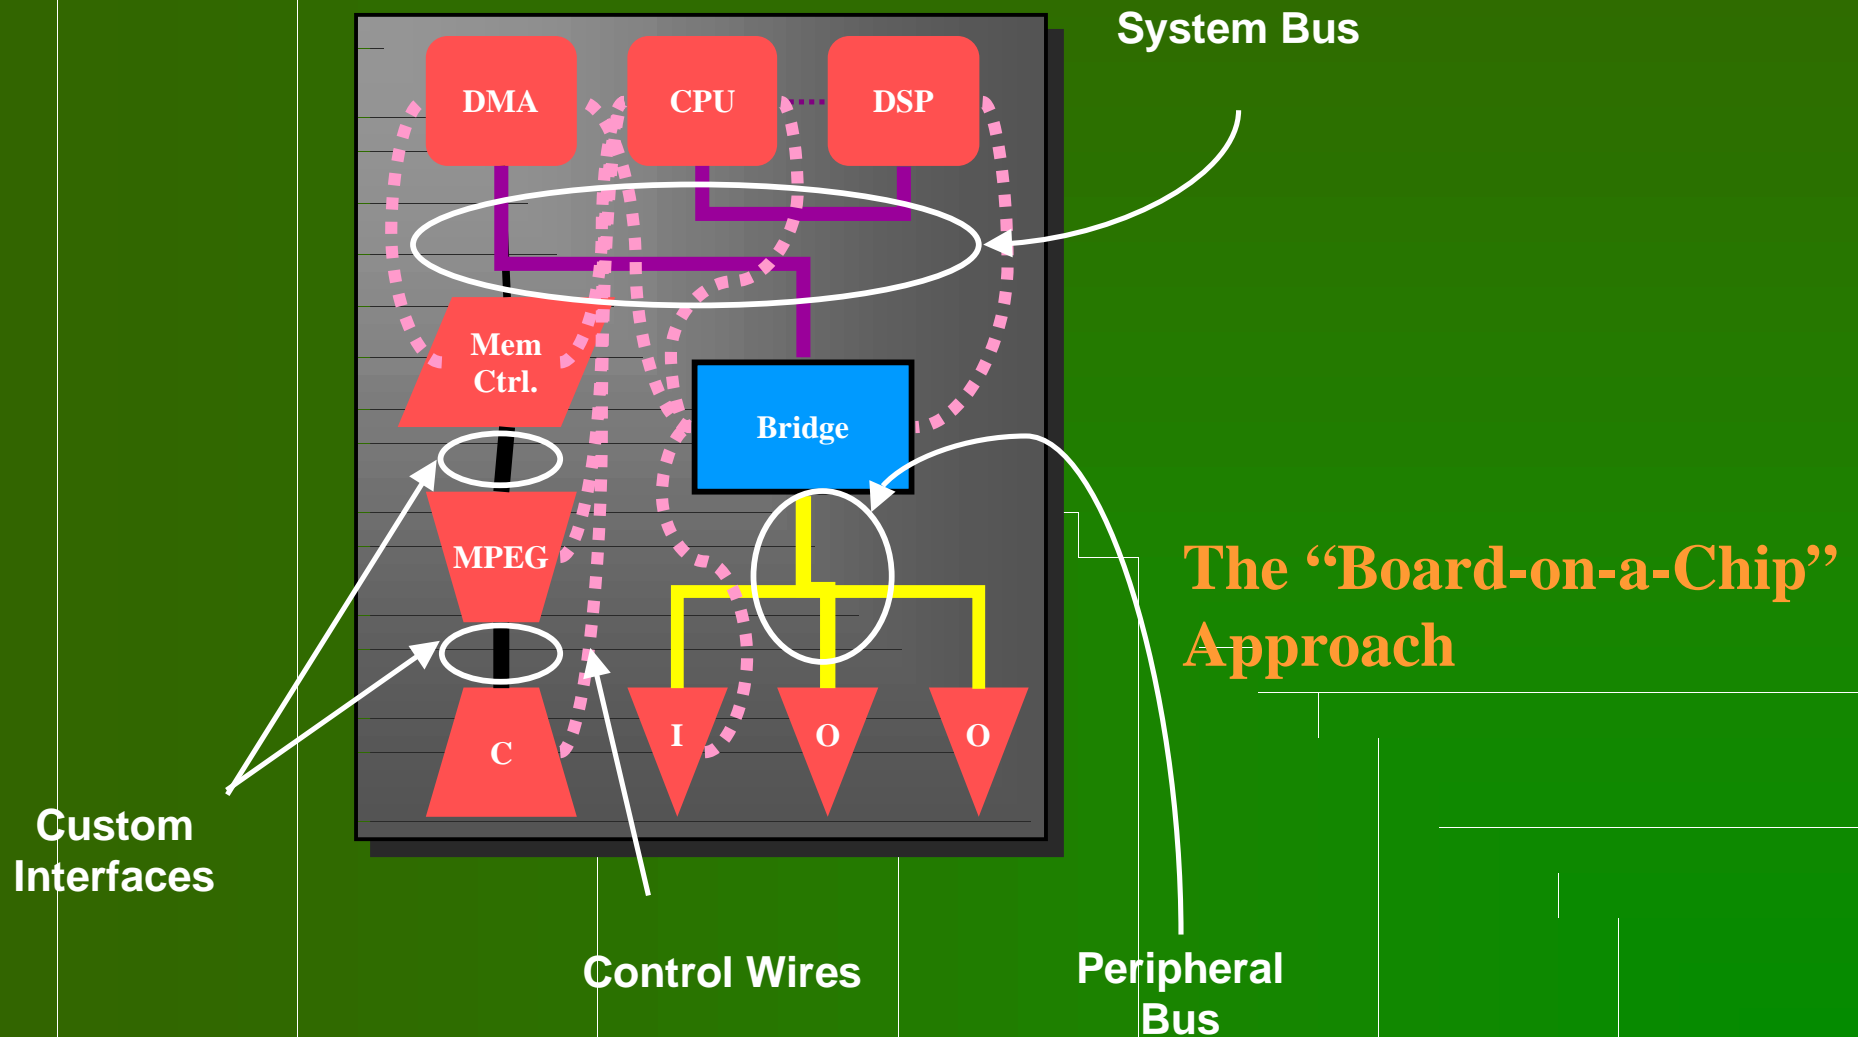 System Bus
DMA
CPU
DSP
Mem
Ctrl.
Bridge
MPEG
The “Board-on-a-Chip”
Approach
C
I
O
O
Custom
Interfaces
Control Wires
Peripheral
Bus